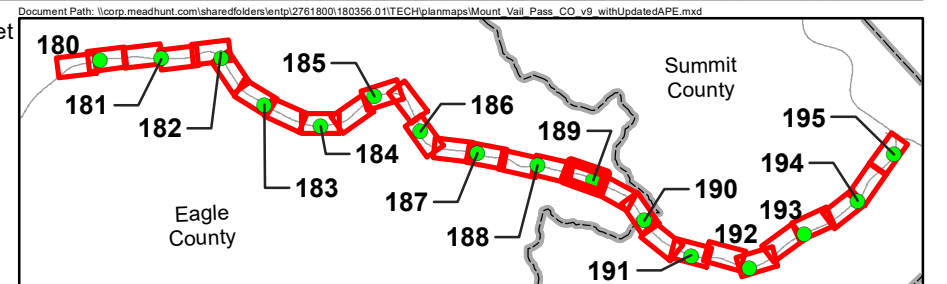 Document Path: \\corp.meadhunt.com\sharedfolders\entp\2761800\180356.01\TECH\planmaps\Mount_Vail_Pass_CO_v9_withUpdatedAPE.mxd
et
180
185
Summit
County
181
186
195
182
184
189
194
183
187
190
193
Eagle
County
188
192
191